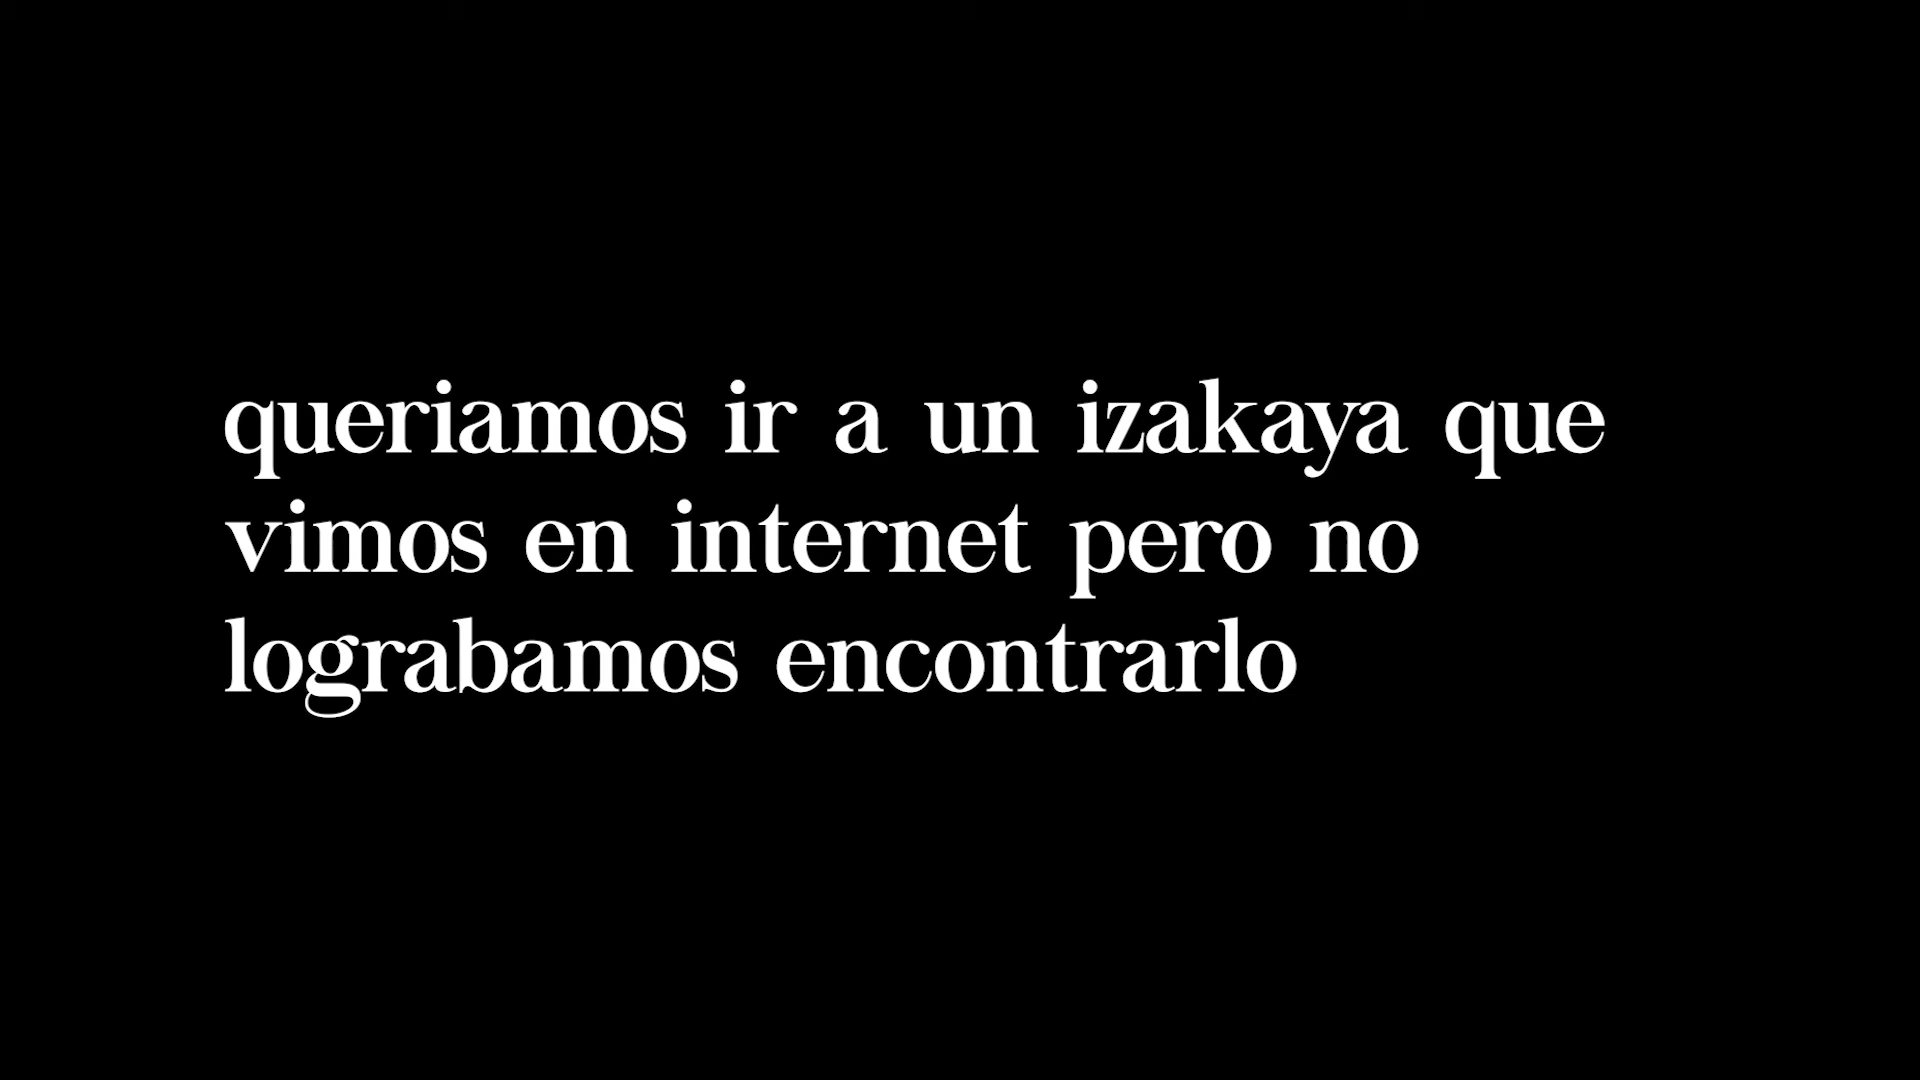 queriamos ir a un izakaya que
vimos en internet pero no
lograbamos encontrarlo